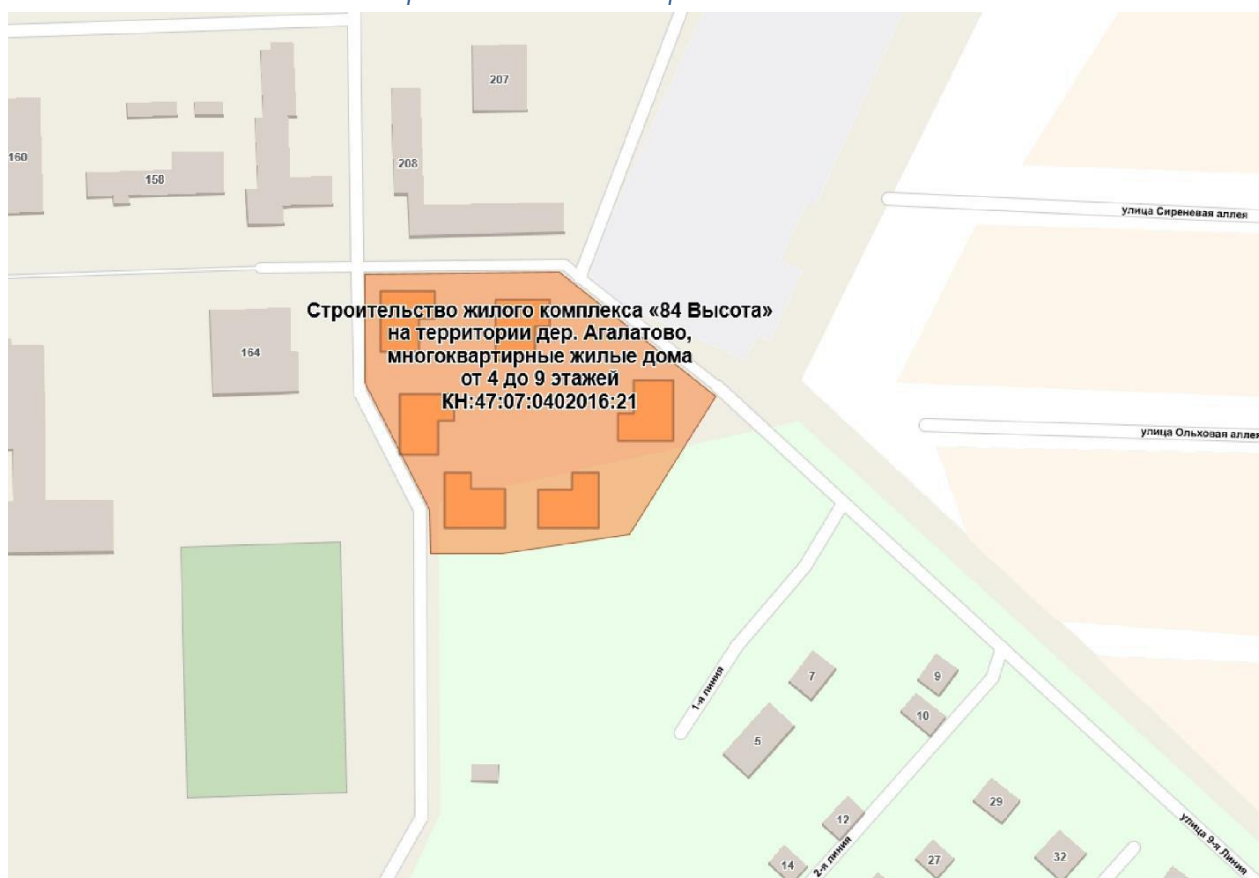 207
160
158
208
улица Сиреневая аллея
Строительство жилого комплекса «84 Высота»
на территории дер. Агалатово,
многоквартирные жилые дома
от 4 до 9 этажей
КН:47:07:0402016:21
164
улица Ольховая аллея
1-я линия
7
9
10
5
29
12
улица 9-я Линия
2-я линия
14
27
32